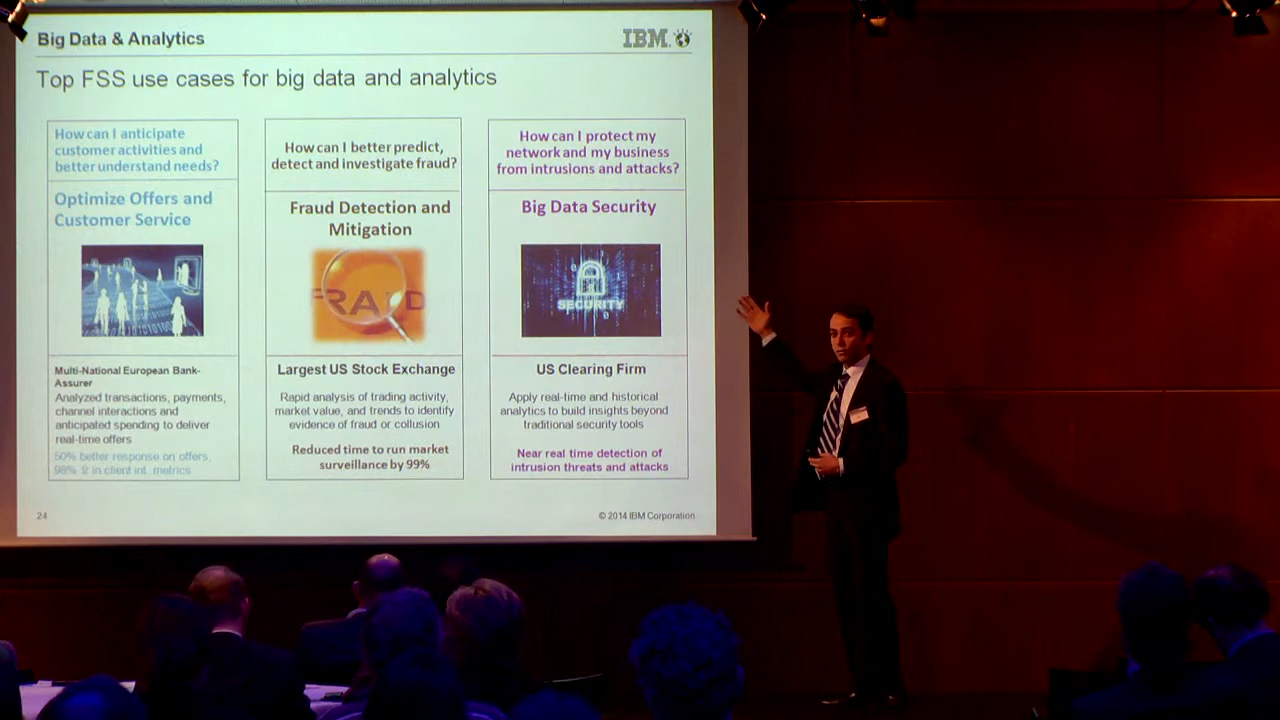 Big Data & Analytics
IBM
Top FSS use cases for big data and analytics
How can I anticipate
customer activities and
better understand needs?
Optimize Offers and
Customer Service
Multi-National European Bank-
Assurer
Analyzed transactions, payments,
channel interactions and
anticipated spending to deliver
real-time offers
50% better response on offers,
98% ⇧ in client int. metrics
How can I better predict,
detect and investigate fraud?
Fraud Detection and
Mitigation
FRAUD
Largest US Stock Exchange
Rapid analysis of trading activity,
market value, and trends to identify
evidence of fraud or collusion
Reduced time to run market
surveillance by 99%
How can I protect my
network and my business
from intrusions and attacks?
Big Data Security
SECURITY
US Clearing Firm
Apply real-time and historical
analytics to build insights beyond
traditional security tools
Near real time detection of
intrusion threats and attacks
24
© 2014 IBM Corporation